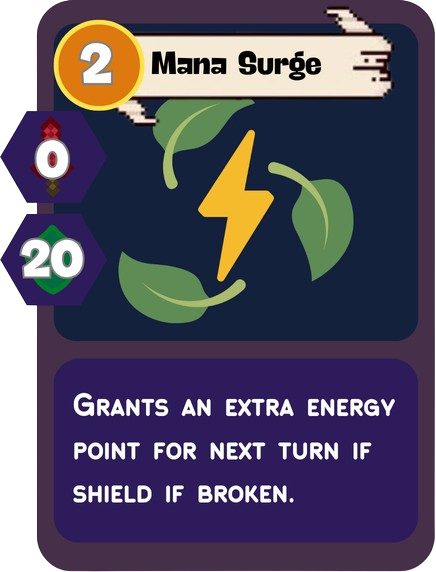 2 Mana Surge
0
20
Grants an extra energy
point for next turn if
shield if broken.